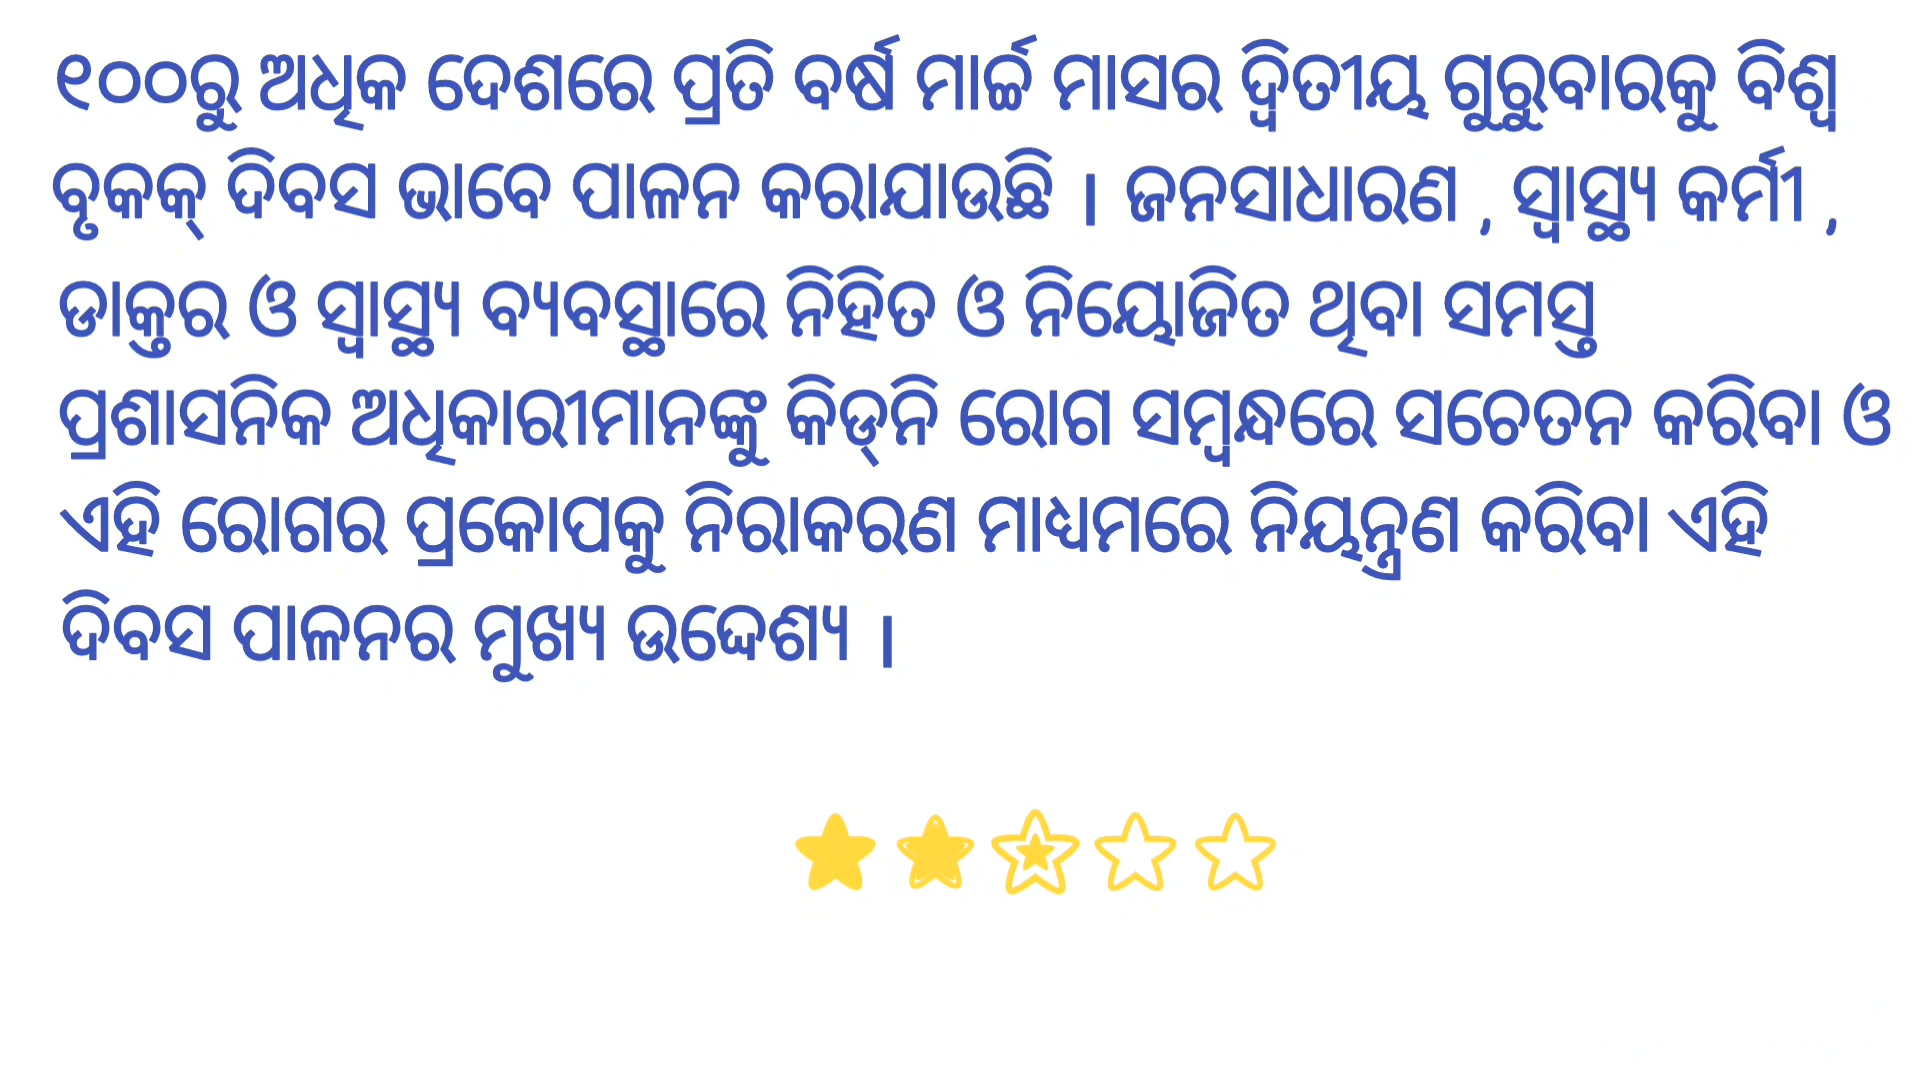 ୧୦୦ରୁ ଅଧିକ ଦେଶରେ ପ୍ରତି ବର୍ଷ ମାର୍ଚ୍ଚ ମାସର ଦ୍ୱିତୀୟ ଗୁରୁବାରକୁ ବିଶ୍ୱ
ବୃକକ୍ ଦିବସ ଭାବେ ପାଳନ କରାଯାଉଛି | ଜନସାଧାରଣ , ସ୍ୱାସ୍ଥ୍ୟ କର୍ମୀ ,
ଡାକ୍ତର ଓ ସ୍ୱାସ୍ଥ୍ୟ ବ୍ୟବସ୍ଥାରେ ନିହିତ ଓ ନିୟୋଜିତ ଥିବା ସମସ୍ତ
ପ୍ରଶାସନିକ ଅଧିକାରୀମାନଙ୍କୁ କିଡ୍‌ନି ରୋଗ ସମ୍ବନ୍ଧରେ ସଚେତନ କରିବା ଓ
ଏହି ରୋଗର ପ୍ରକୋପକୁ ନିରାକରଣ ମାଧ୍ୟମରେ ନିୟନ୍ତ୍ରଣ କରିବା ଏହି
ଦିବସ ପାଳନର ମୁଖ୍ୟ ଉଦ୍ଦେଶ୍ୟ |